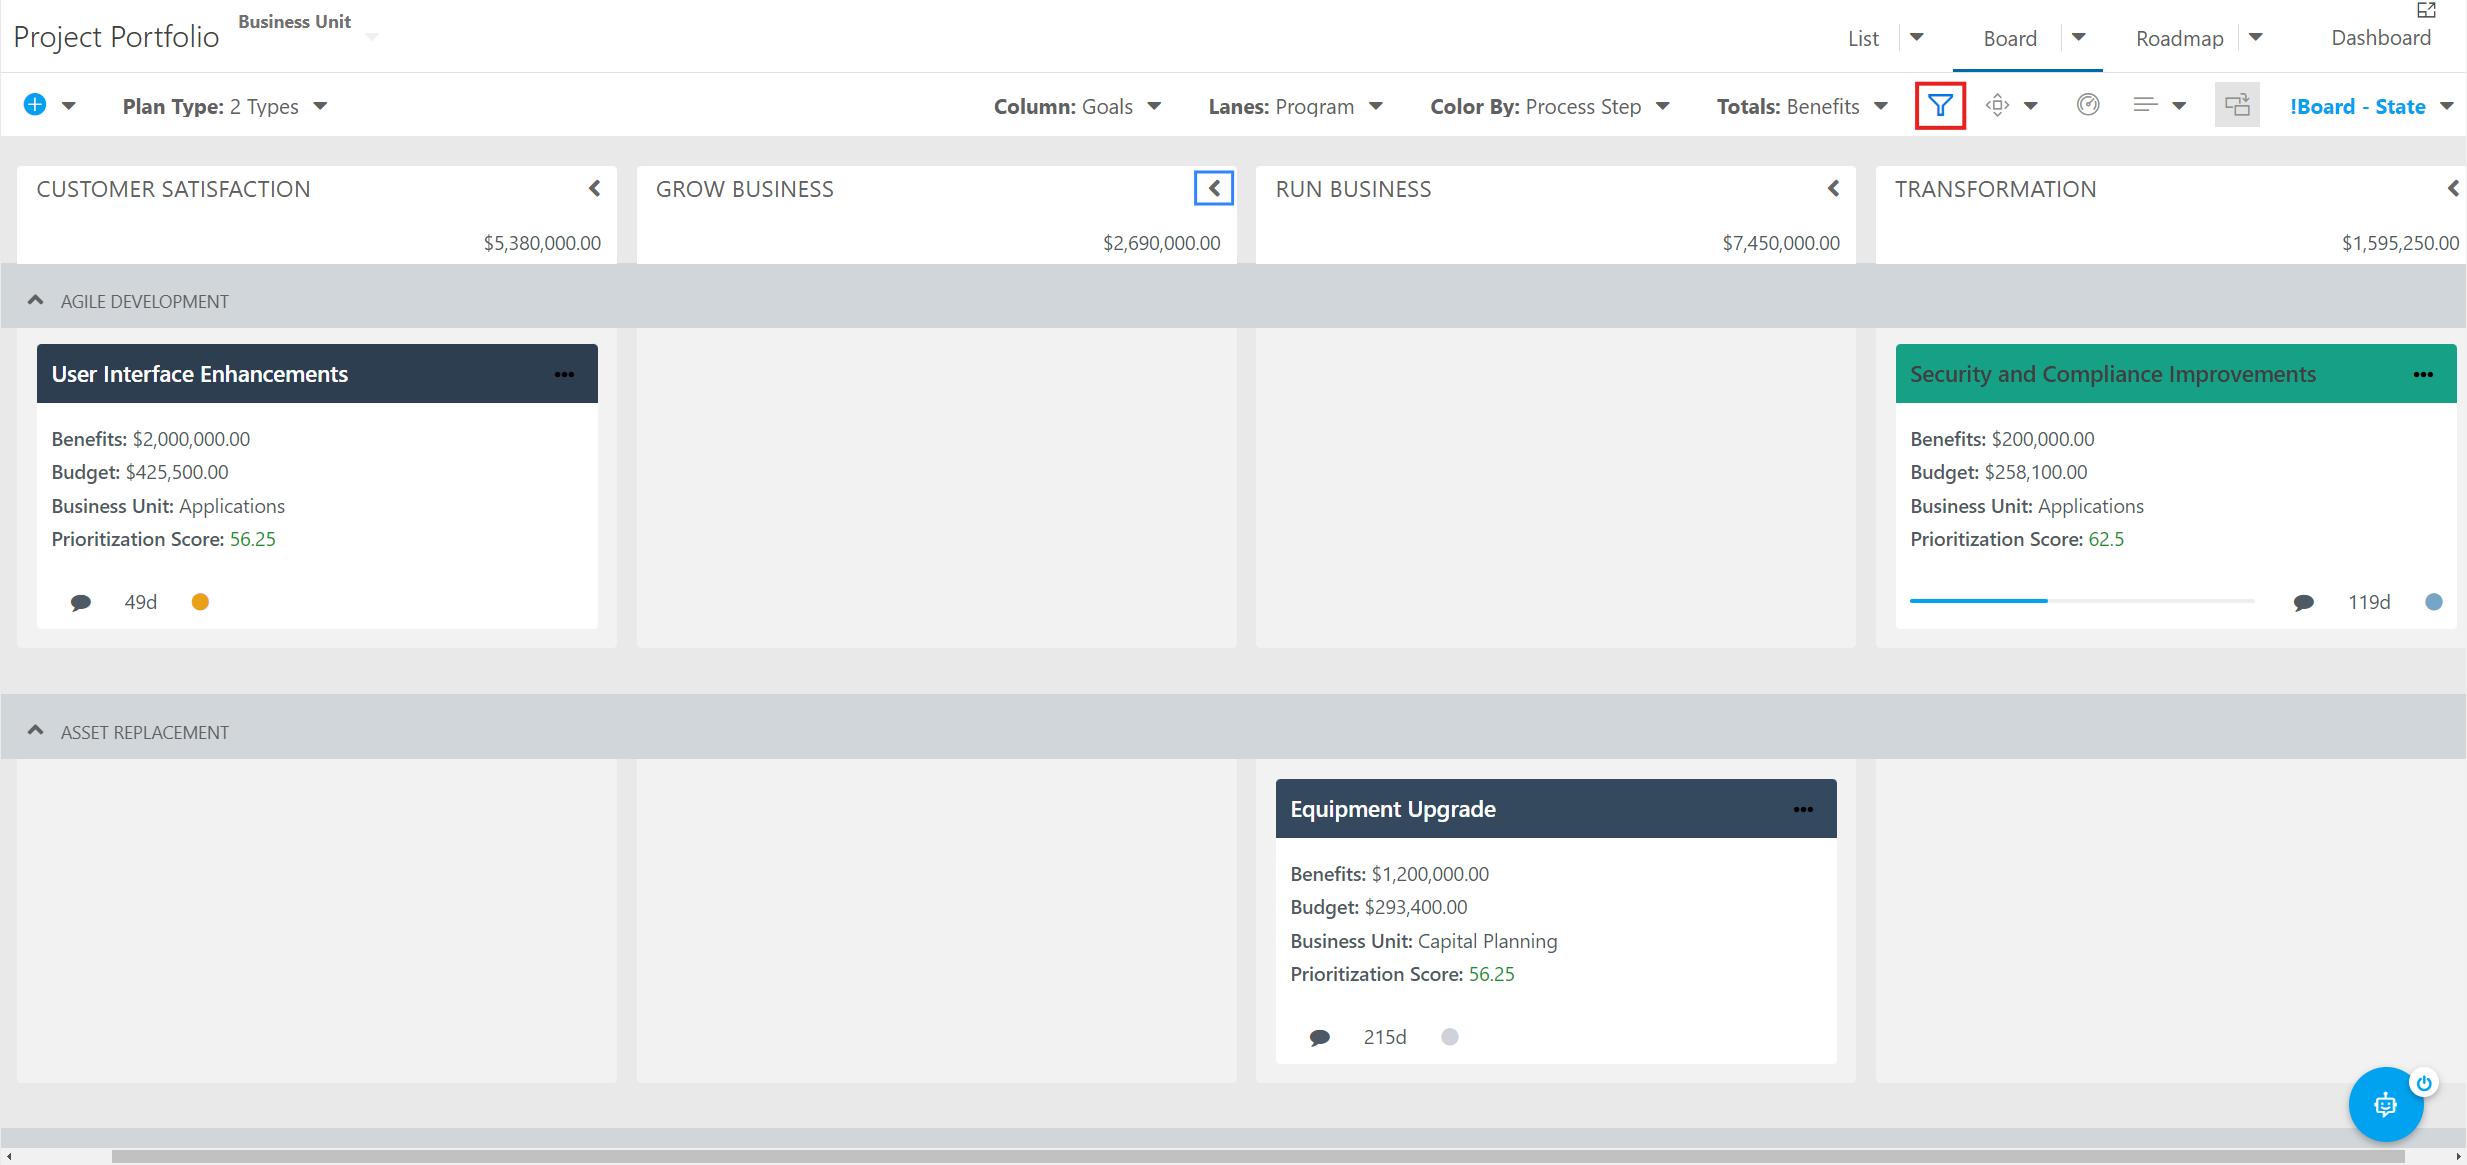 Project Portfolio
Business Unit
List
Board
Roadmap
Dashboard
Plan Type: 2 Types
Column: Goals
Lanes: Program
Color By: Process Step
Totals: Benefits
!Board - State
CUSTOMER SATISFACTION
$5,380,000.00
GROW BUSINESS
$2,690,000.00
RUN BUSINESS
$7,450,000.00
TRANSFORMATION
$1,595,250.00
AGILE DEVELOPMENT
User Interface Enhancements
Benefits: $2,000,000.00
Budget: $425,500.00
Business Unit: Applications
Prioritization Score: 56.25
49d
Security and Compliance Improvements
Benefits: $200,000.00
Budget: $258,100.00
Business Unit: Applications
Prioritization Score: 62.5
119d
ASSET REPLACEMENT
Equipment Upgrade
Benefits: $1,200,000.00
Budget: $293,400.00
Business Unit: Capital Planning
Prioritization Score: 56.25
215d